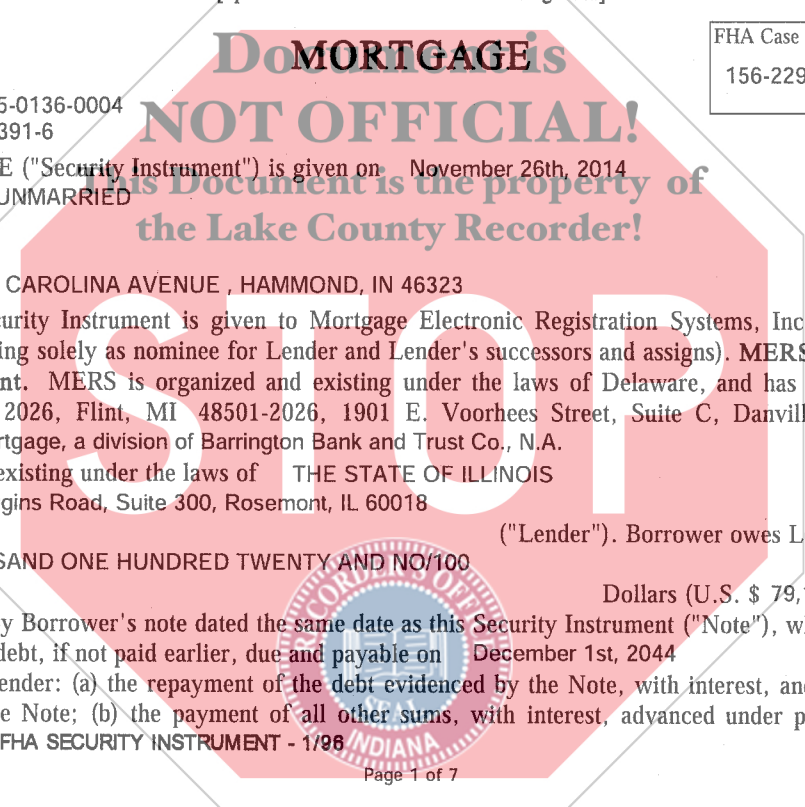 MORTGAGE
Document is
FHA Case
156-229
5-0136-0004
391-6
NOT OFFICIAL!
E ("Security Instrument") is given on November 26th, 2014
This Document is the property of
UNMARRIED
the Lake County Recorder!
CAROLINA AVENUE , HAMMOND, IN 46323
STOP
curity Instrument is given to Mortgage Electronic Registration Systems, Inc
ing solely as nominee for Lender and Lender's successors and assigns). MERS
nt. MERS is organized and existing under the laws of Delaware, and has
2026, Flint, MI 48501-2026, 1901 E. Voorhees Street, Suite C, Danvill
rtgage, a division of Barrington Bank and Trust Co., N.A.
existing under the laws of THE STATE OF ILLINOIS
gins Road, Suite 300, Rosemont, IL 60018
("Lender"). Borrower owes L
SAND ONE HUNDRED TWENTY AND NO/100
Dollars (U.S. $ 79,
y Borrower's note dated the same date as this Security Instrument ("Note"), w
debt, if not paid earlier, due and payable on December 1st, 2044
ender: (a) the repayment of the debt evidenced by the Note, with interest, an
e Note; (b) the payment of all other sums, with interest, advanced under p
FHA SECURITY INSTRUMENT - 1/96
RECORDER'S OFFICE
SEAL
INDIANA
Page 1 of 7